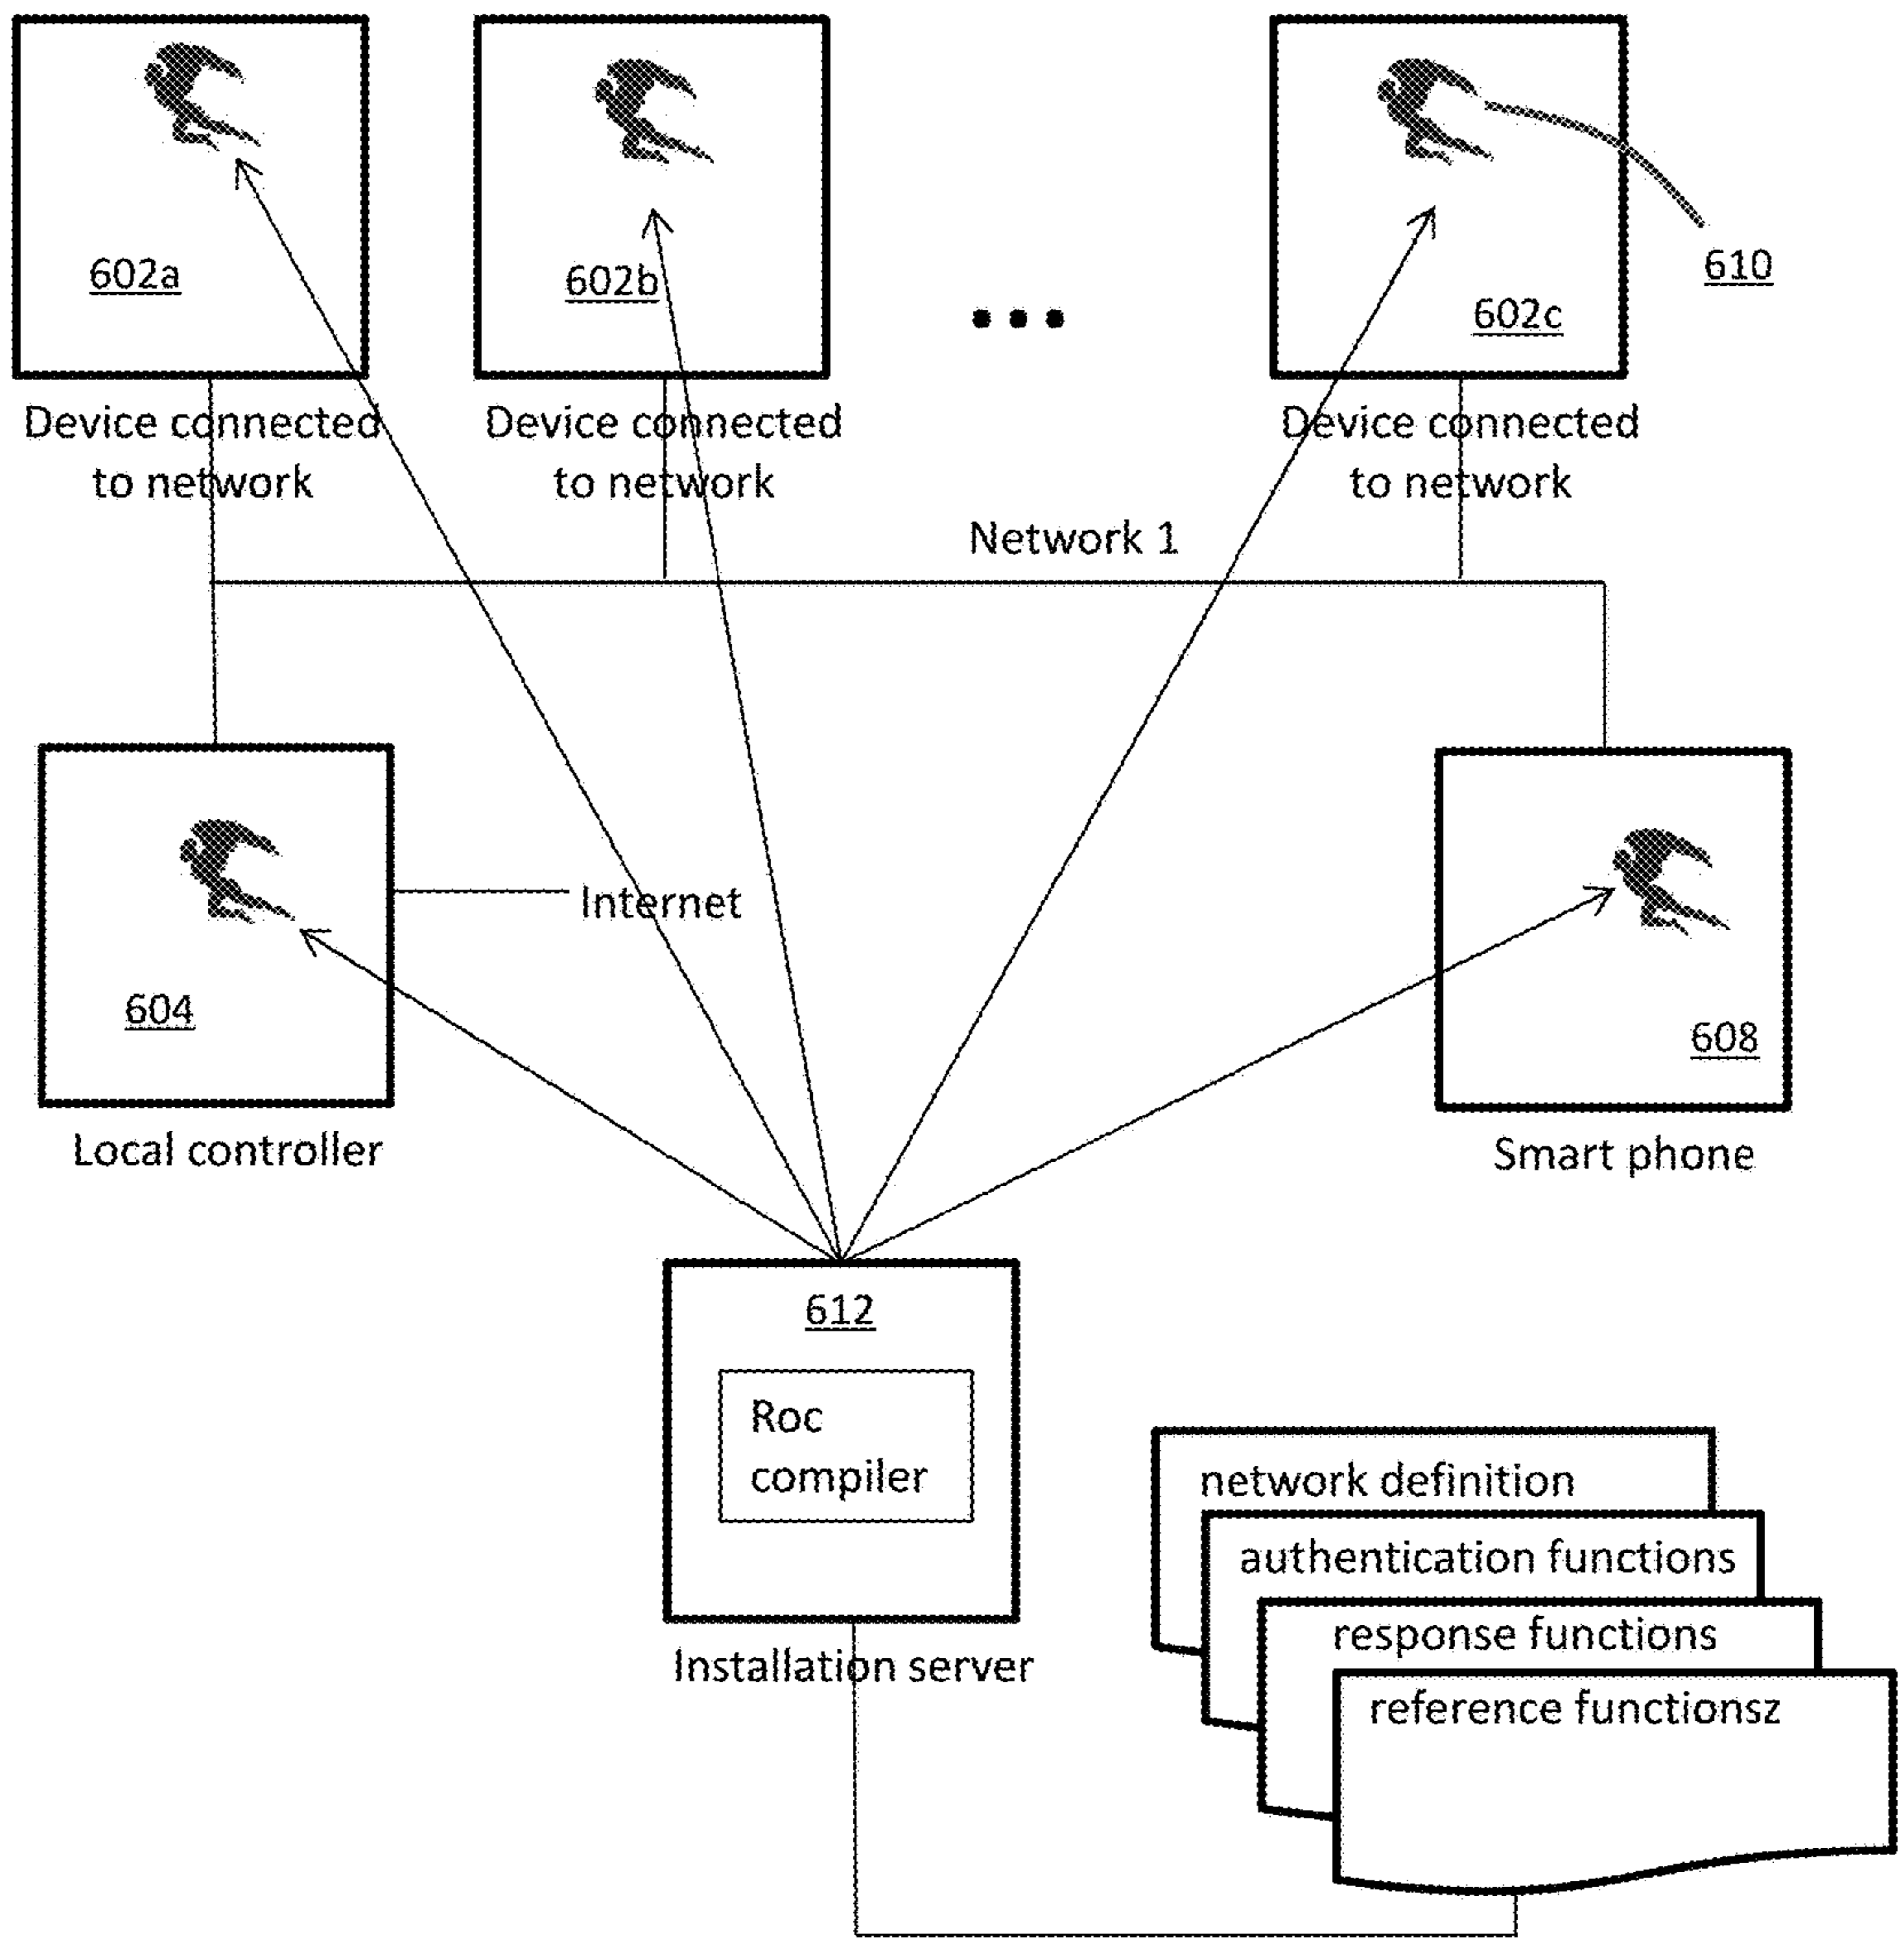 602a
602b
602c
610
Device connected
to network
Device connected
to network
Device connected
to network
Network 1
Internet
604
608
Local controller
Smart phone
612
Roc
compiler
Installation server
network definition
authentication functions
response functions
reference functionsz